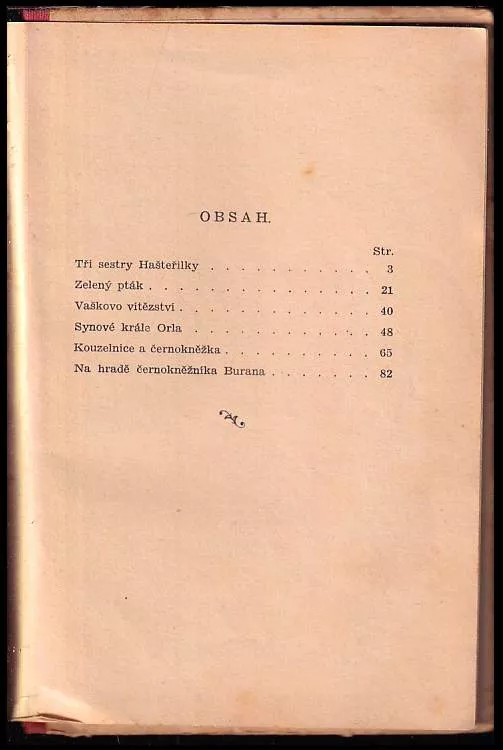 OBSAH.
Str.
Tři sestry Hašteřilky . . . . . . . . . . . 3
Zelený pták . . . . . . . . . . . . . 21
Vaškovo vítězství . . . . . . . . . . . . 40
Synové krále Orla . . . . . . . . . . . 48
Kouzelnice a černokněžka . . . . . . . . . . 65
Na hradě černokněžníka Burana . . . . . . . 82